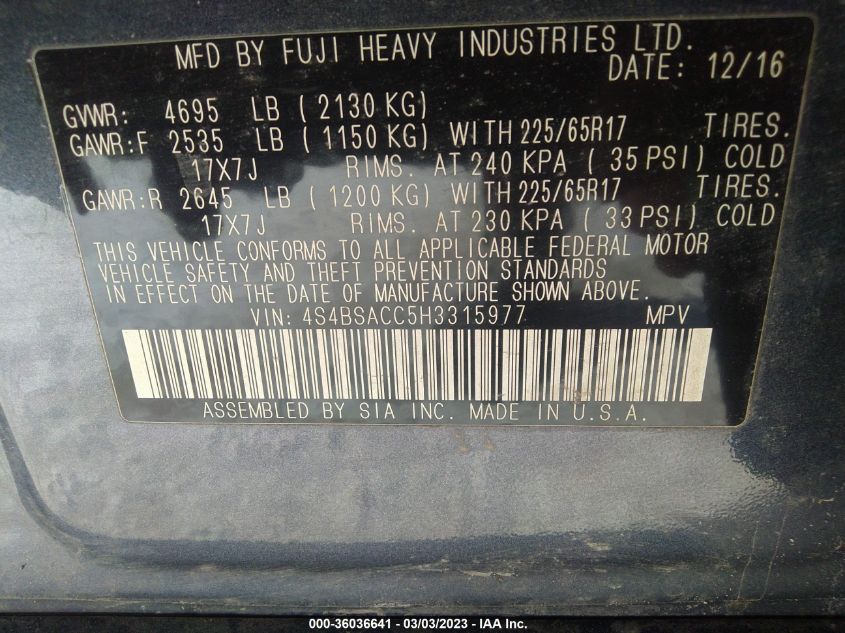 MFD BY FUJI HEAVY INDUSTRIES LTD.
DATE: 12/16
GVWR: 4695 LB ( 2130 KG)
GAWR:F 2535 LB ( 1150 KG) WITH 225/65R17 TIRES.
17X7J RIMS. AT 240 KPA ( 35 PSI) COLD
GAWR:R 2645 LB ( 1200 KG) WITH 225/65R17 TIRES.
17X7J RIMS. AT 230 KPA ( 33 PSI) COLD
THIS VEHICLE CONFORMS TO ALL APPLICABLE FEDERAL MOTOR
VEHICLE SAFETY AND THEFT PREVENTION STANDARDS
IN EFFECT ON THE DATE OF MANUFACTURE SHOWN ABOVE.
VIN: 4S4BSACC5H3315977 MPV
ASSEMBLED BY SIA INC. MADE IN U.S.A.
000-36036641 - 03/03/2023 - IAA Inc.